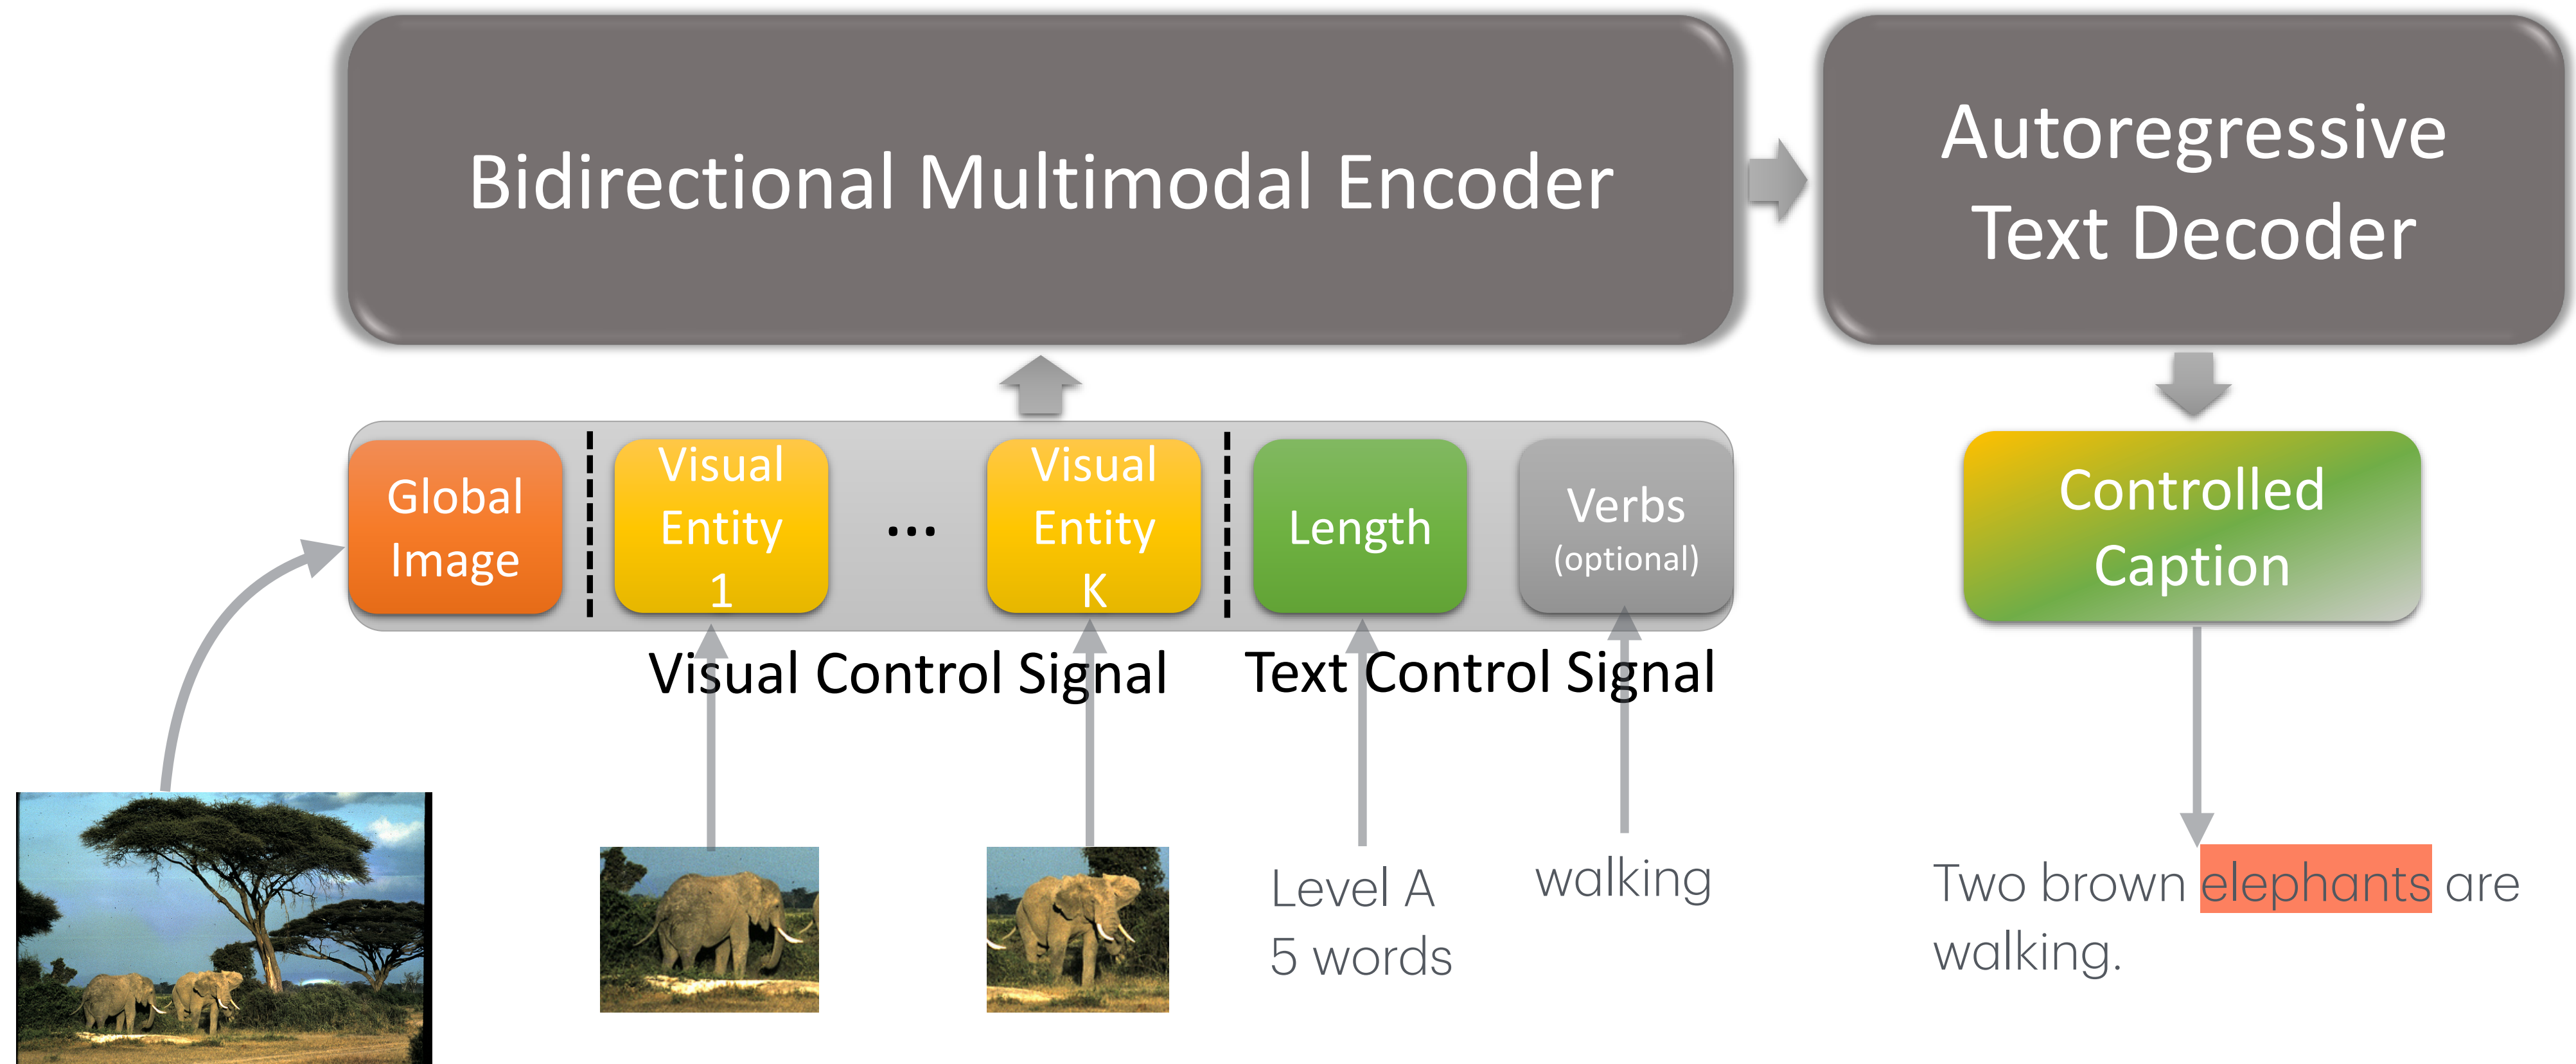 Bidirectional Multimodal Encoder
Autoregressive
Text Decoder
Global
Image
Visual
Entity
1
...
Visual
Entity
K
Length
Verbs
(optional)
Controlled
Caption
Visual Control Signal
Text Control Signal
Level A
5 words
walking
Two brown elephants are
walking.